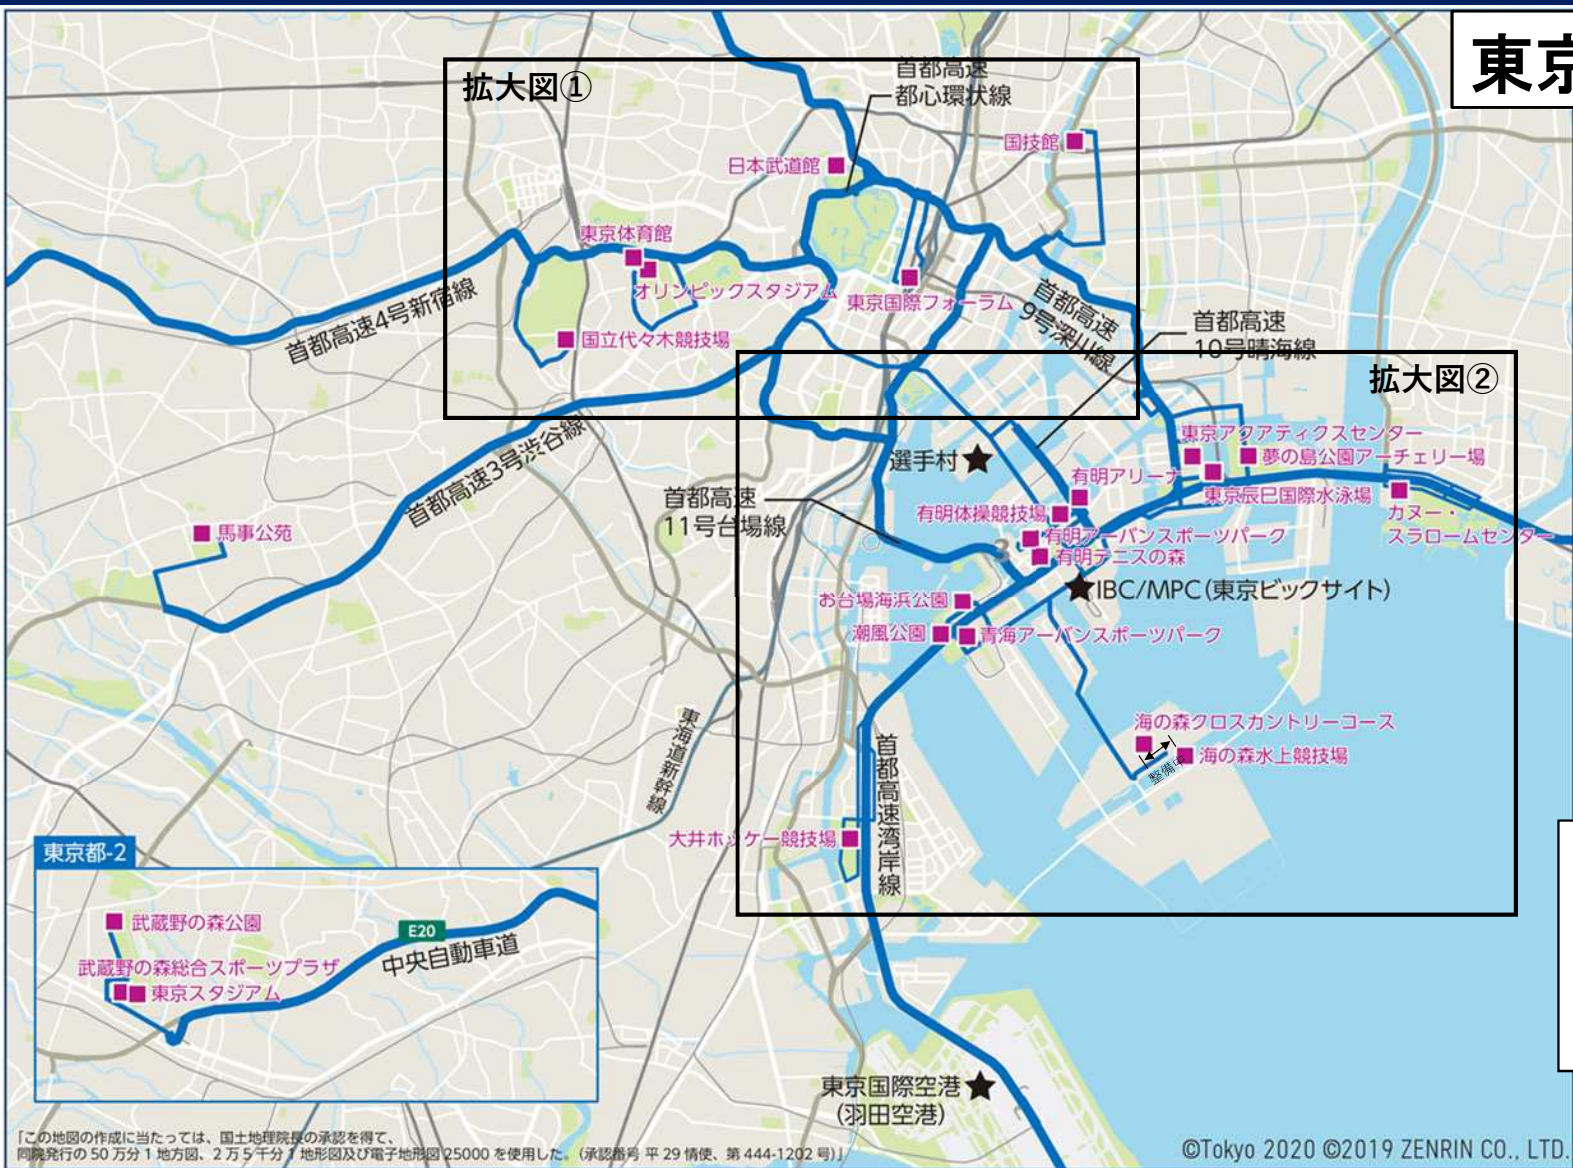 東京
拡大図①
首都高速
都心環状線
国技館
日本武道館
東京体育館
オリンピックスタジアム
東京国際フォーラム
首都高速4号新宿線
国立代々木競技場
首都高速
9号深川線
首都高速
10号晴海線
拡大図②
首都高速3号渋谷線
選手村
東京アクアティクスセンター
夢の島公園アーチェリー場
有明アリーナ
東京辰巳国際水泳場
首都高速
11号台場線
有明体操競技場
カヌー・
スラロームセンター
馬事公苑
有明アーバンスポーツパーク
3
有明テニスの森
IBC/MPC(東京ビックサイト)
お台場海浜公園
潮風公園
青海アーバンスポーツパーク
東海道新幹線
海の森クロスカントリーコース
海の森水上競技場
整備中
首都高速湾岸線
大井ホッケー競技場
東京都-2
武蔵野の森公園
E20
中央自動車道
武蔵野の森総合スポーツプラザ
東京スタジアム
東京国際空港
(羽田空港)
「この地図の作成に当たっては、国土地理院長の承認を得て、
同院発行の50万分1地方図、2万5千分1地形図及び電子地形図25000を使用した。(承認番号 平29情使、第444-1202号)」
©Tokyo 2020 ©2019 ZENRIN CO., LTD.